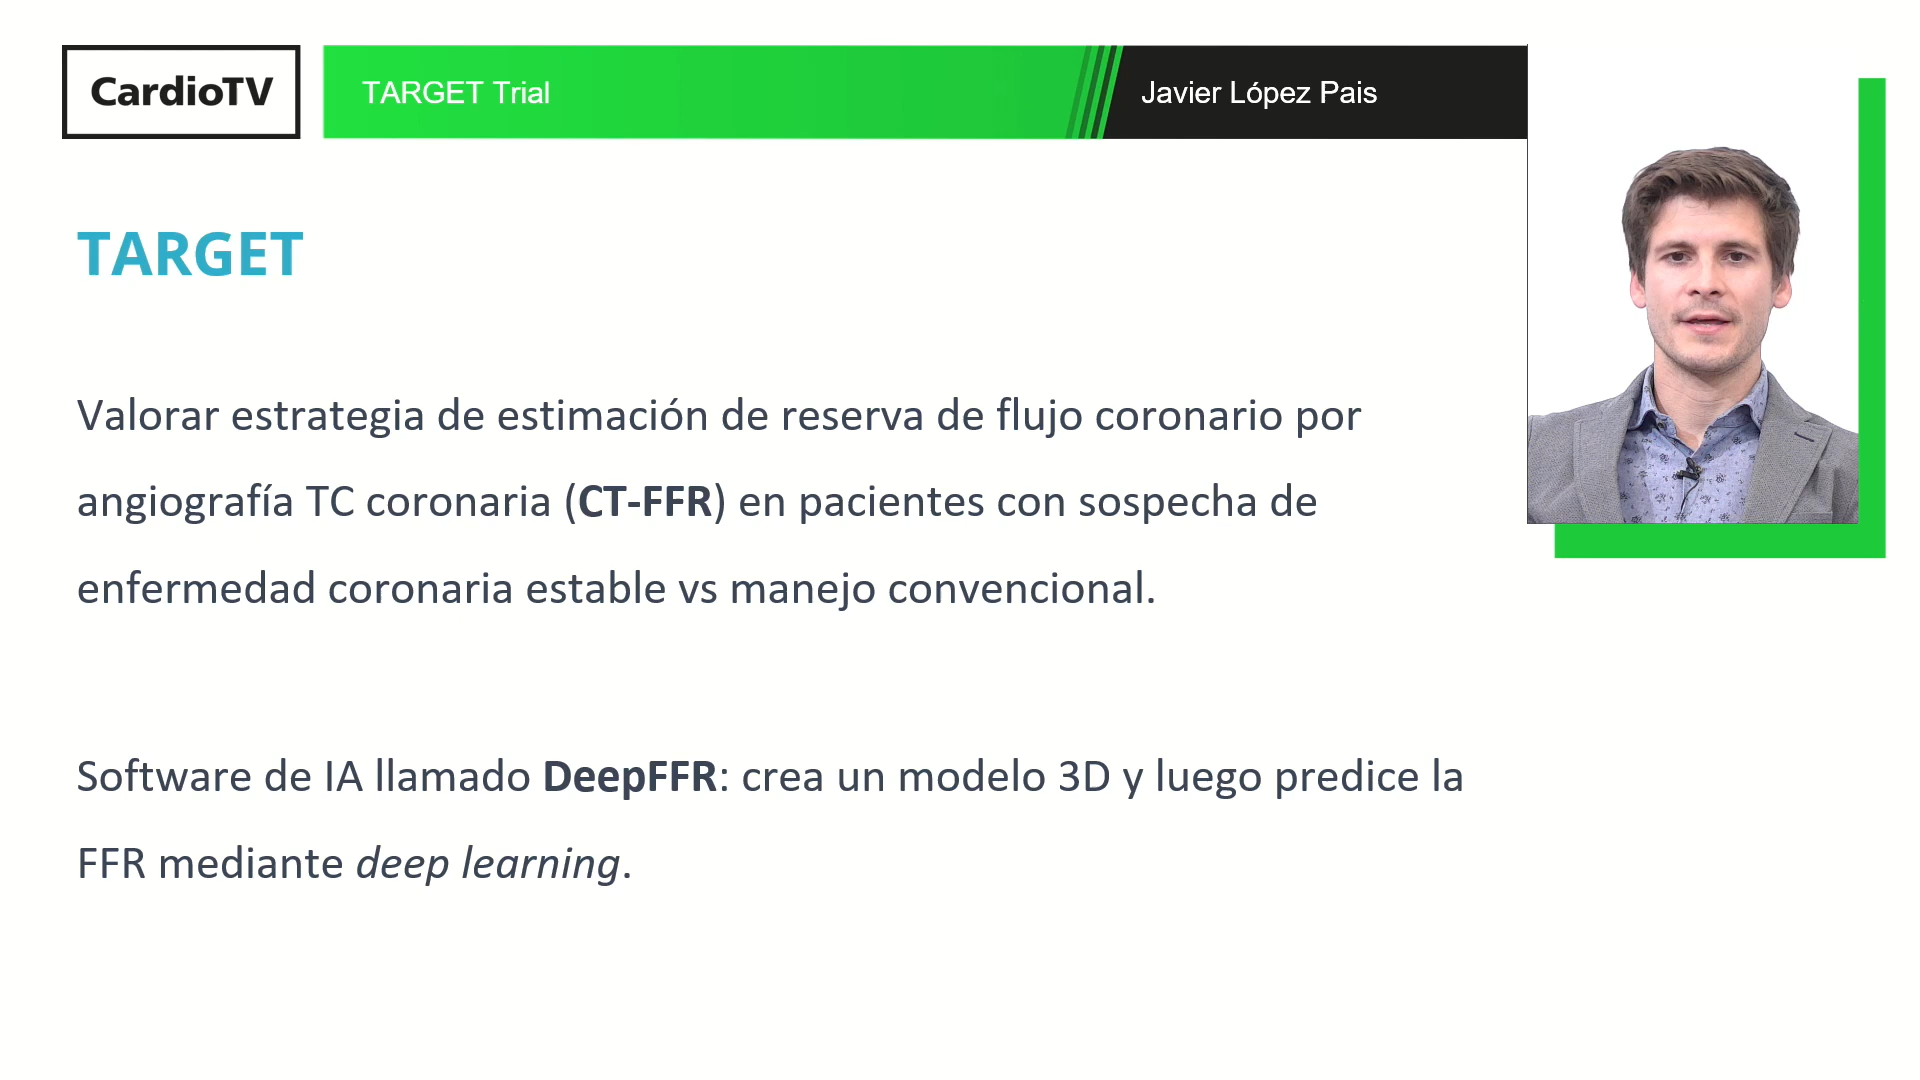 CardioTV
TARGET Trial
Javier López Pais
TARGET
Valorar estrategia de estimación de reserva de flujo coronario por
angiografía TC coronaria (CT-FFR) en pacientes con sospecha de
enfermedad coronaria estable vs manejo convencional.
Software de IA llamado DeepFFR: crea un modelo 3D y luego predice la
FFR mediante deep learning.